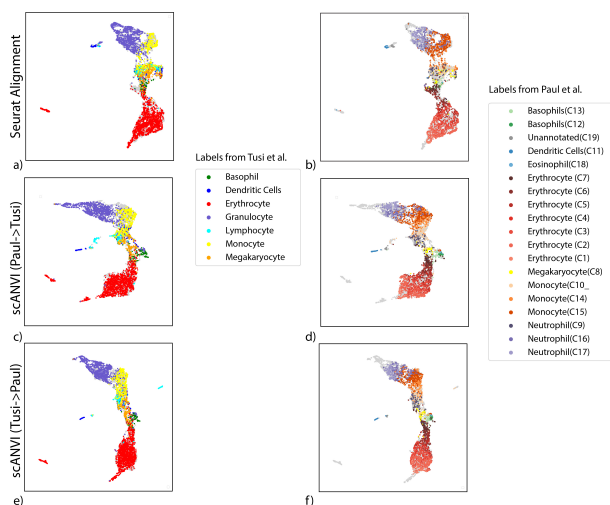 Seurat Alignment
a)
b)
Labels from Tusi et al.
Basophil
Dendritic Cells
Erythrocyte
Granulocyte
Lymphocyte
Monocyte
Megakaryocyte
Labels from Paul et al.
Basophils(C13)
Basophils(C12)
Unannotated(C19)
Dendritic Cells(C11)
Eosinophil(C18)
Erythrocyte (C7)
Erythrocyte (C6)
Erythrocyte (C5)
Erythrocyte (C4)
Erythrocyte (C3)
Erythrocyte (C2)
Erythrocyte (C1)
Megakaryocyte(C8)
Monocyte(C10_
Monocyte(C14)
Monocyte(C15)
Neutrophil(C9)
Neutrophil(C16)
Neutrophil(C17)
scANVI (Paul->Tusi)
c)
d)
scANVI (Tusi->Paul)
e)
f)